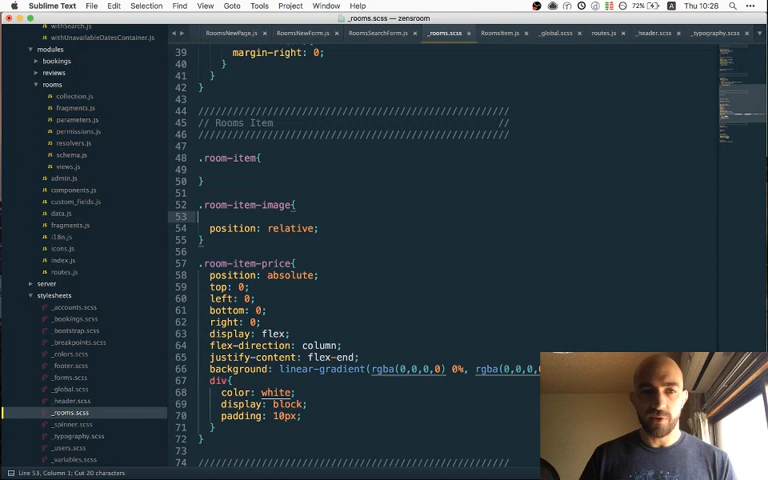 Sublime Text File Edit Selection Find View Goto Tools Project Window Help 72% A Thu 10:28
_rooms.scss — zensroom
withSearch.js
withUnavailableDatesContainer.js
modules
bookings
reviews
rooms
collection.js
fragments.js
parameters.js
permissions.js
resolvers.js
schema.js
views.js
admin.js
components.js
custom_fields.js
data.js
fragments.js
i18n.js
icons.js
index.js
routes.js
server
stylesheets
_accounts.scss
_bookings.scss
_bootstrap.scss
_breakpoints.scss
_colors.scss
_footer.scss
_forms.scss
_global.scss
_header.scss
_rooms.scss
_spinner.scss
_typography.scss
_users.scss
_variables.scss
RoomsNewPage.js RoomsNewForm.js RoomsSearchForm.js _rooms.scss RoomsItem.js _global.scss routes.js _header.scss _typography.scss
39
40 margin-right: 0;
40 }
41 }
42 }
43
44 //////////////////////////////////////////////////////
45 // Rooms Item //
46 //////////////////////////////////////////////////////
47
48 .room-item{
49
50 }
51
52 .room-item-image{
53
54 position: relative;
55 }
56
57 .room-item-price{
58 position: absolute;
59 top: 0;
60 left: 0;
61 bottom: 0;
62 right: 0;
63 display: flex;
64 flex-direction: column;
65 justify-content: flex-end;
66 background: linear-gradient(rgba(0,0,0,0) 0%, rgba(0,0,0,
67 div{
68 color: white;
69 display: block;
70 padding: 10px;
71 }
72 }
73
74 //////////////////////////////////////////////////////
Line 53, Column 1; Cut 20 characters